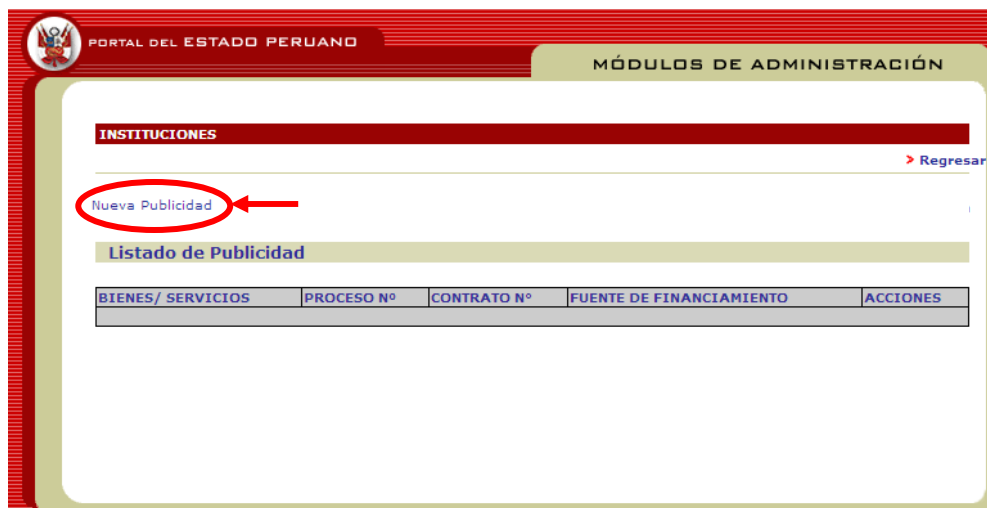 PORTAL DEL ESTADO PERUANO
MÓDULOS DE ADMINISTRACIÓN
INSTITUCIONES
> Regresar
Nueva Publicidad
Listado de Publicidad
BIENES/ SERVICIOS PROCESO Nº CONTRATO Nº FUENTE DE FINANCIAMIENTO ACCIONES